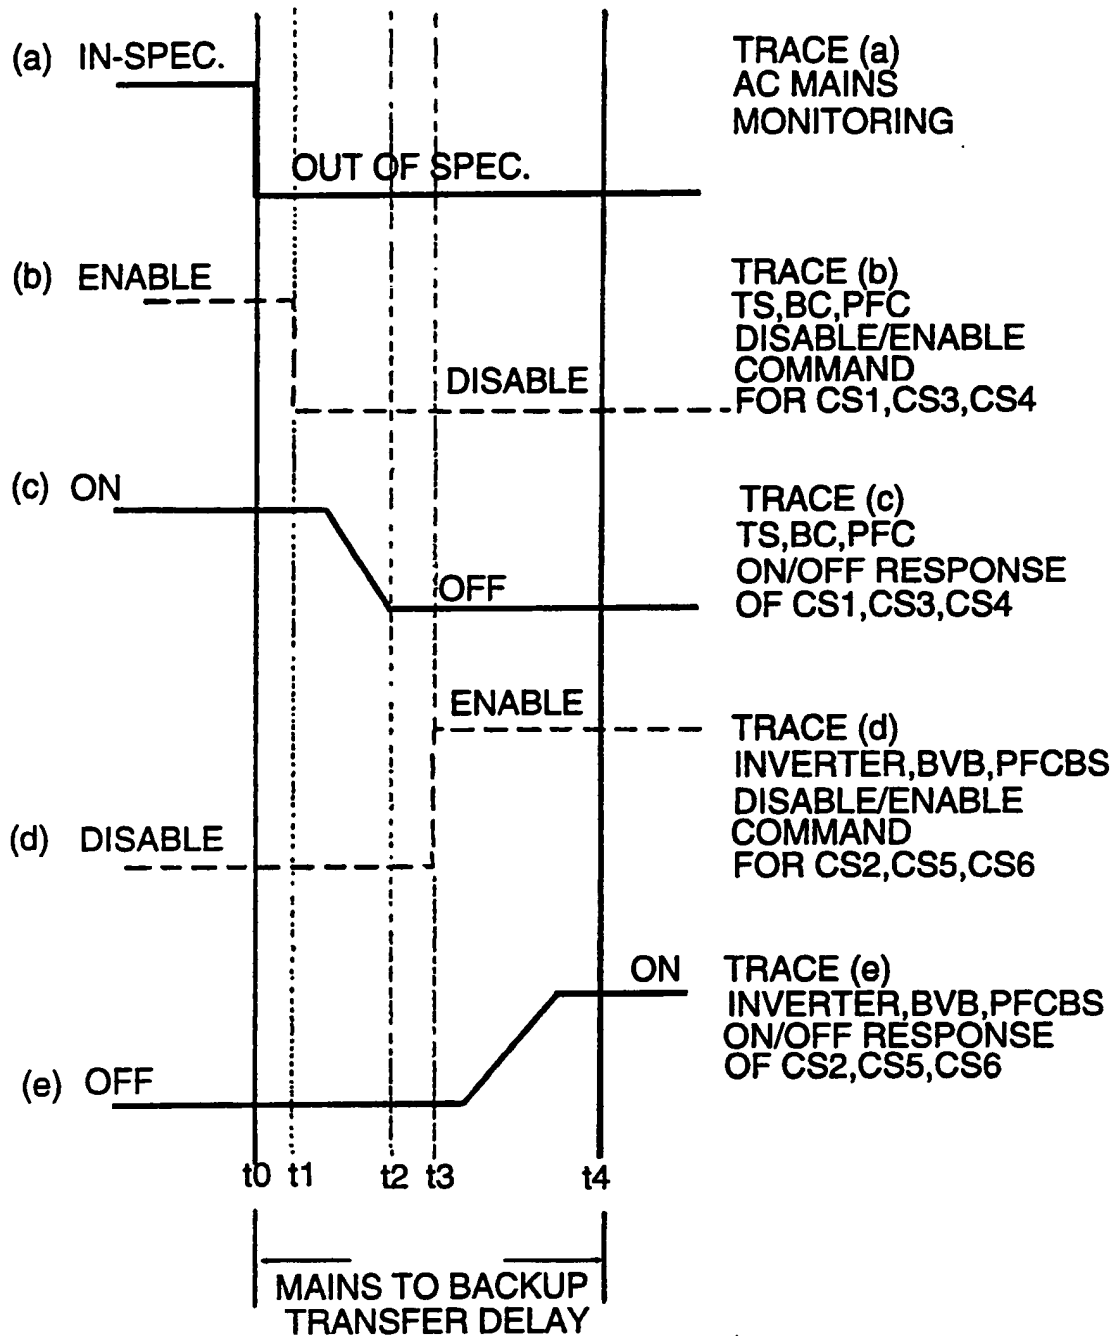 (a) IN-SPEC.
TRACE (a)
AC MAINS
MONITORING
OUT OF SPEC.
(b) ENABLE
TRACE (b)
TS,BC,PFC
DISABLE/ENABLE
COMMAND
FOR CS1,CS3,CS4
DISABLE
(c) ON
TRACE (c)
TS,BC,PFC
ON/OFF RESPONSE
OF CS1,CS3,CS4
OFF
ENABLE
TRACE (d)
INVERTER,BVB,PFCBS
DISABLE/ENABLE
COMMAND
FOR CS2,CS5,CS6
(d) DISABLE
ON
TRACE (e)
INVERTER,BVB,PFCBS
ON/OFF RESPONSE
OF CS2,CS5,CS6
(e) OFF
t0 t1 t2 t3 t4
MAINS TO BACKUP
TRANSFER DELAY